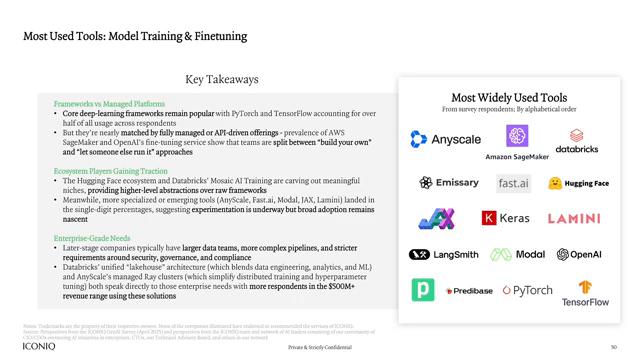 Most Used Tools: Model Training & Finetuning
Key Takeaways
Frameworks vs Managed Platforms
• Core deep-learning frameworks remain popular with PyTorch and TensorFlow accounting for over
half of all usage across respondents
• But they're nearly matched by fully managed or API-driven offerings - prevalence of AWS
SageMaker and OpenAI's fine-tuning service show that teams are split between "build your own"
and "let someone else run it" approaches
Ecosystem Players Gaining Traction
• The Hugging Face ecosystem and Databricks' Mosaic AI Training are carving out meaningful
niches, providing higher-level abstractions over raw frameworks
• Meanwhile, more specialized or emerging tools (AnyScale, Fast.ai, Modal, JAX, Lamini) landed in
the single-digit percentages, suggesting experimentation is underway but broad adoption remains
nascent
Enterprise-Grade Needs
• Later-stage companies typically have larger data teams, more complex pipelines, and stricter
requirements around security, governance, and compliance
• Databricks' unified "lakehouse" architecture (which blends data engineering, analytics, and ML)
and AnyScale's managed Ray clusters (which simplify distributed training and hyperparameter
tuning) both speak directly to those enterprise needs with more respondents in the $500M+
revenue range using these solutions
Most Widely Used Tools
From survey respondents; By alphabetical order
Anyscale
Amazon SageMaker
databricks
Emissary
fast.ai
Hugging Face
JAX
K Keras
LAMINI
LangSmith
Modal
OpenAI
p
Predibase
PyTorch
TensorFlow
Notes: Trademarks are the property of their respective owners. None of the companies illustrated have endorsed or recommended the services of ICONIQ.
Source: Perspectives from the ICONIQ GenAI Survey (April 2025) and perspectives from the ICONIQ team and network of AI leaders consisting of our community of
CIO/CDOs overseeing AI initiatives in enterprises, CTOs, our Technical Advisory Board, and others in our network
ICONIQ
Private & Strictly Confidential
50